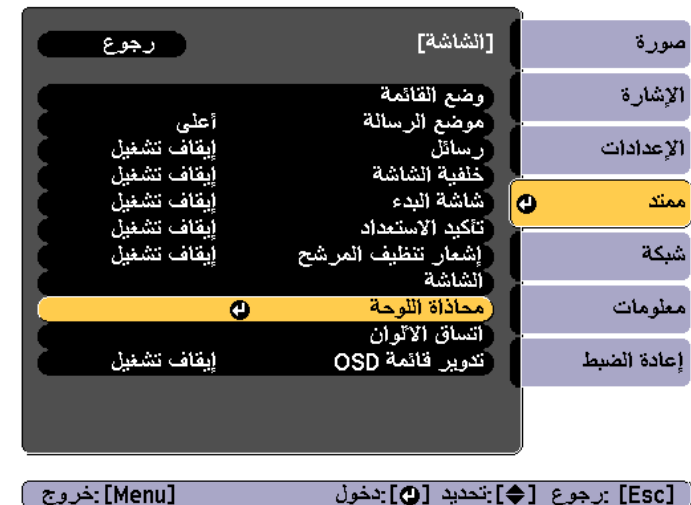 صورة
الإشارة
الإعدادات
ممتد
شبكة
معلومات
إعادة الضبط
[الشاشة] رجوع
وضع القائمة
موضع الرسالة أعلى
رسائل إيقاف تشغيل
خلفية الشاشة إيقاف تشغيل
شاشة البدء إيقاف تشغيل
تأكيد الاستعداد إيقاف تشغيل
إشعار تنظيف المرشح إيقاف تشغيل
الشاشة
محاذاة اللوحة
اتساق الألوان
تدوير قائمة OSD إيقاف تشغيل
[Esc] :رجوع [◆]:تحديد [↵]:دخول [Menu]:خروج